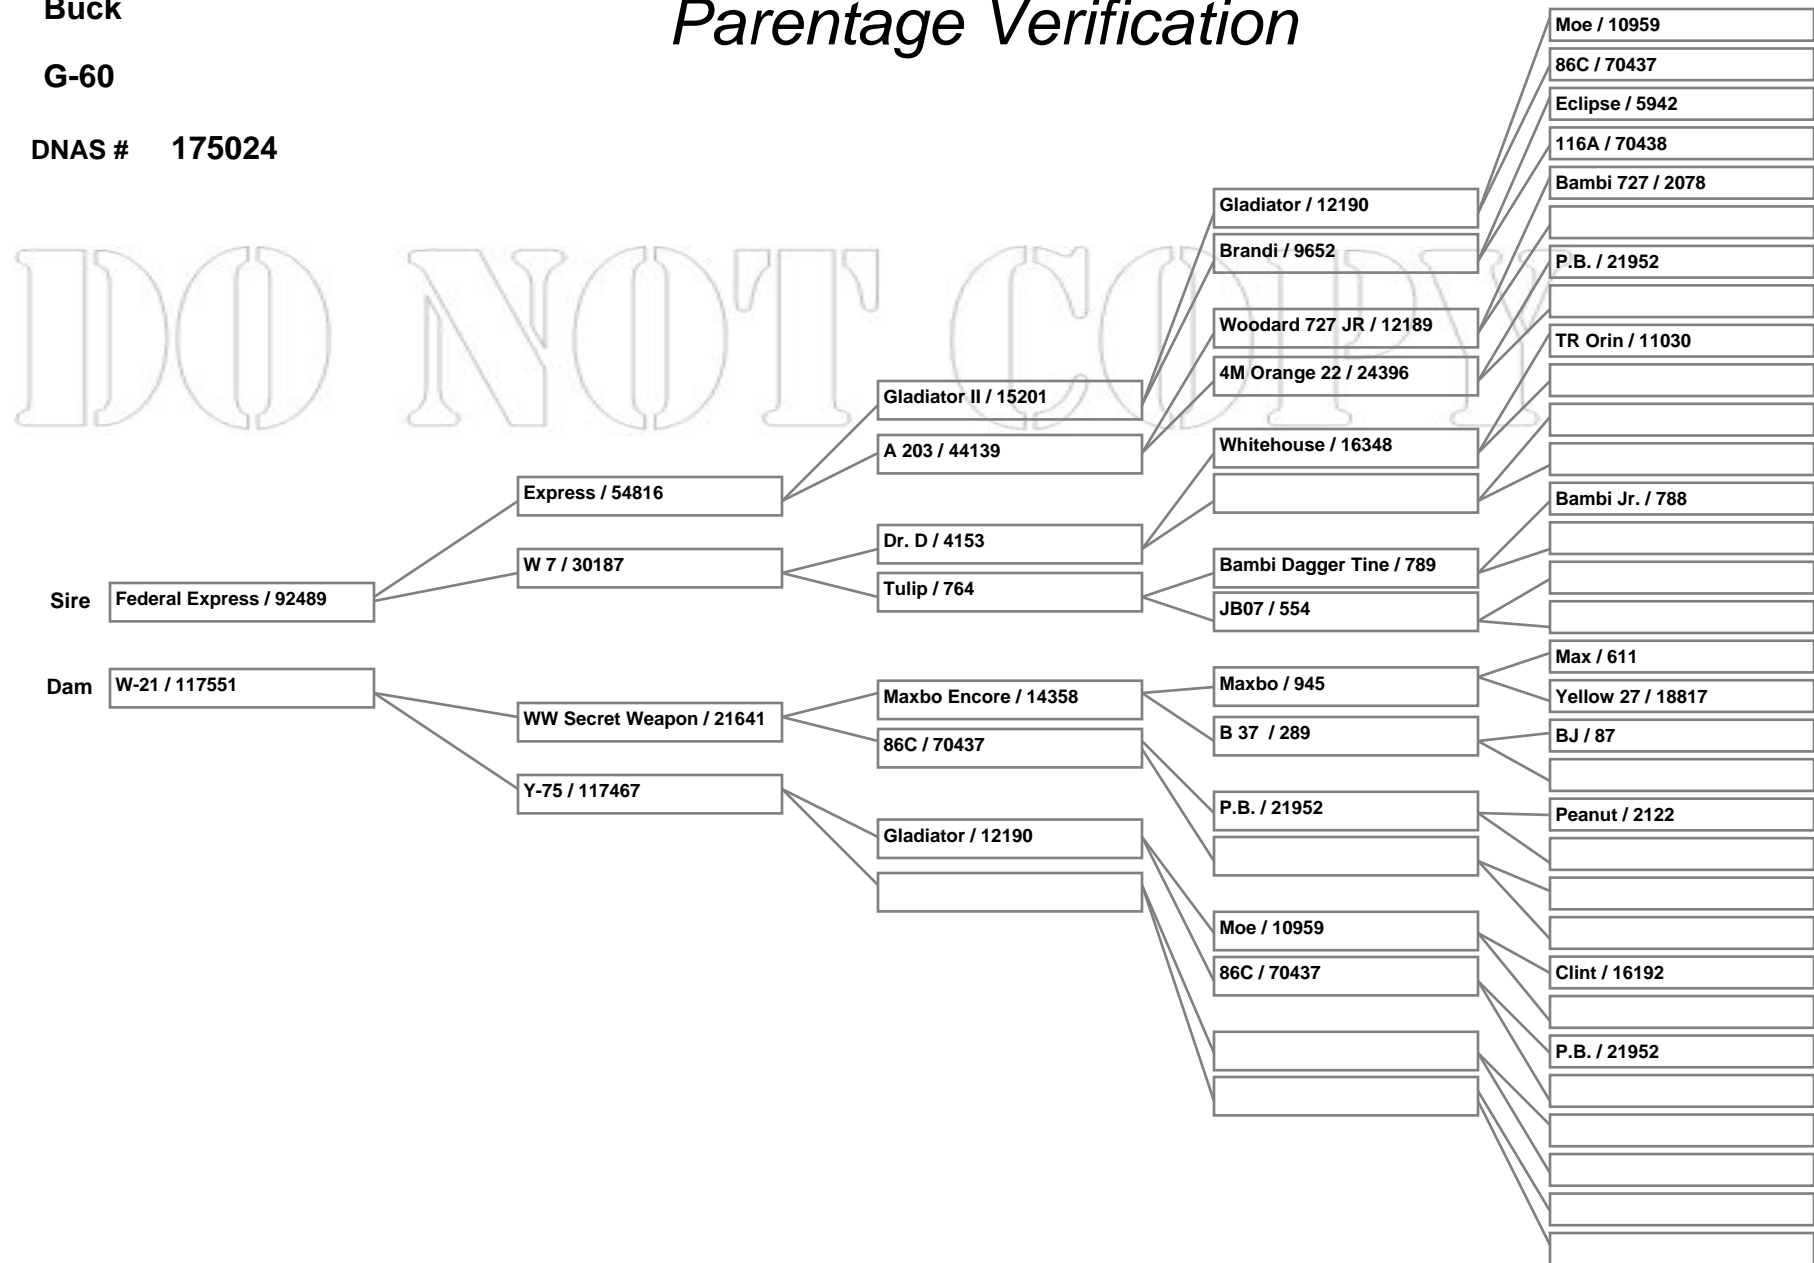 Buck
Parentage Verification
G-60
DNAS # 175024
DO NOT COPY
Sire
Federal Express / 92489
Dam
W-21 / 117551
Express / 54816
W 7 / 30187
WW Secret Weapon / 21641
Y-75 / 117467
Gladiator II / 15201
A 203 / 44139
Dr. D / 4153
Tulip / 764
Maxbo Encore / 14358
86C / 70437
Gladiator / 12190
Gladiator / 12190
Brandi / 9652
Woodard 727 JR / 12189
4M Orange 22 / 24396
Whitehouse / 16348
Bambi Dagger Tine / 789
JB07 / 554
Maxbo / 945
B 37 / 289
P.B. / 21952
Moe / 10959
86C / 70437
Moe / 10959
86C / 70437
Eclipse / 5942
116A / 70438
Bambi 727 / 2078
P.B. / 21952
TR Orin / 11030
Bambi Jr. / 788
Max / 611
Yellow 27 / 18817
BJ / 87
Peanut / 2122
Clint / 16192
P.B. / 21952